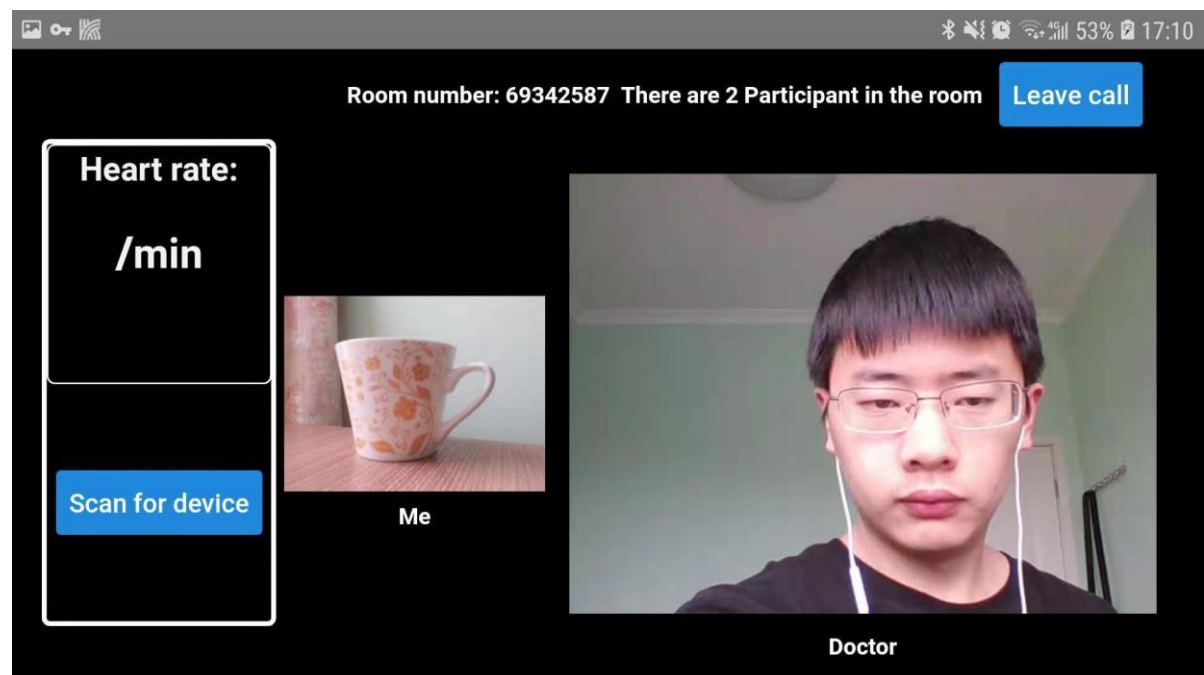 53% 17:10
Room number: 69342587 There are 2 Participant in the room
Leave call
Heart rate:
/min
Scan for device
Me
Doctor